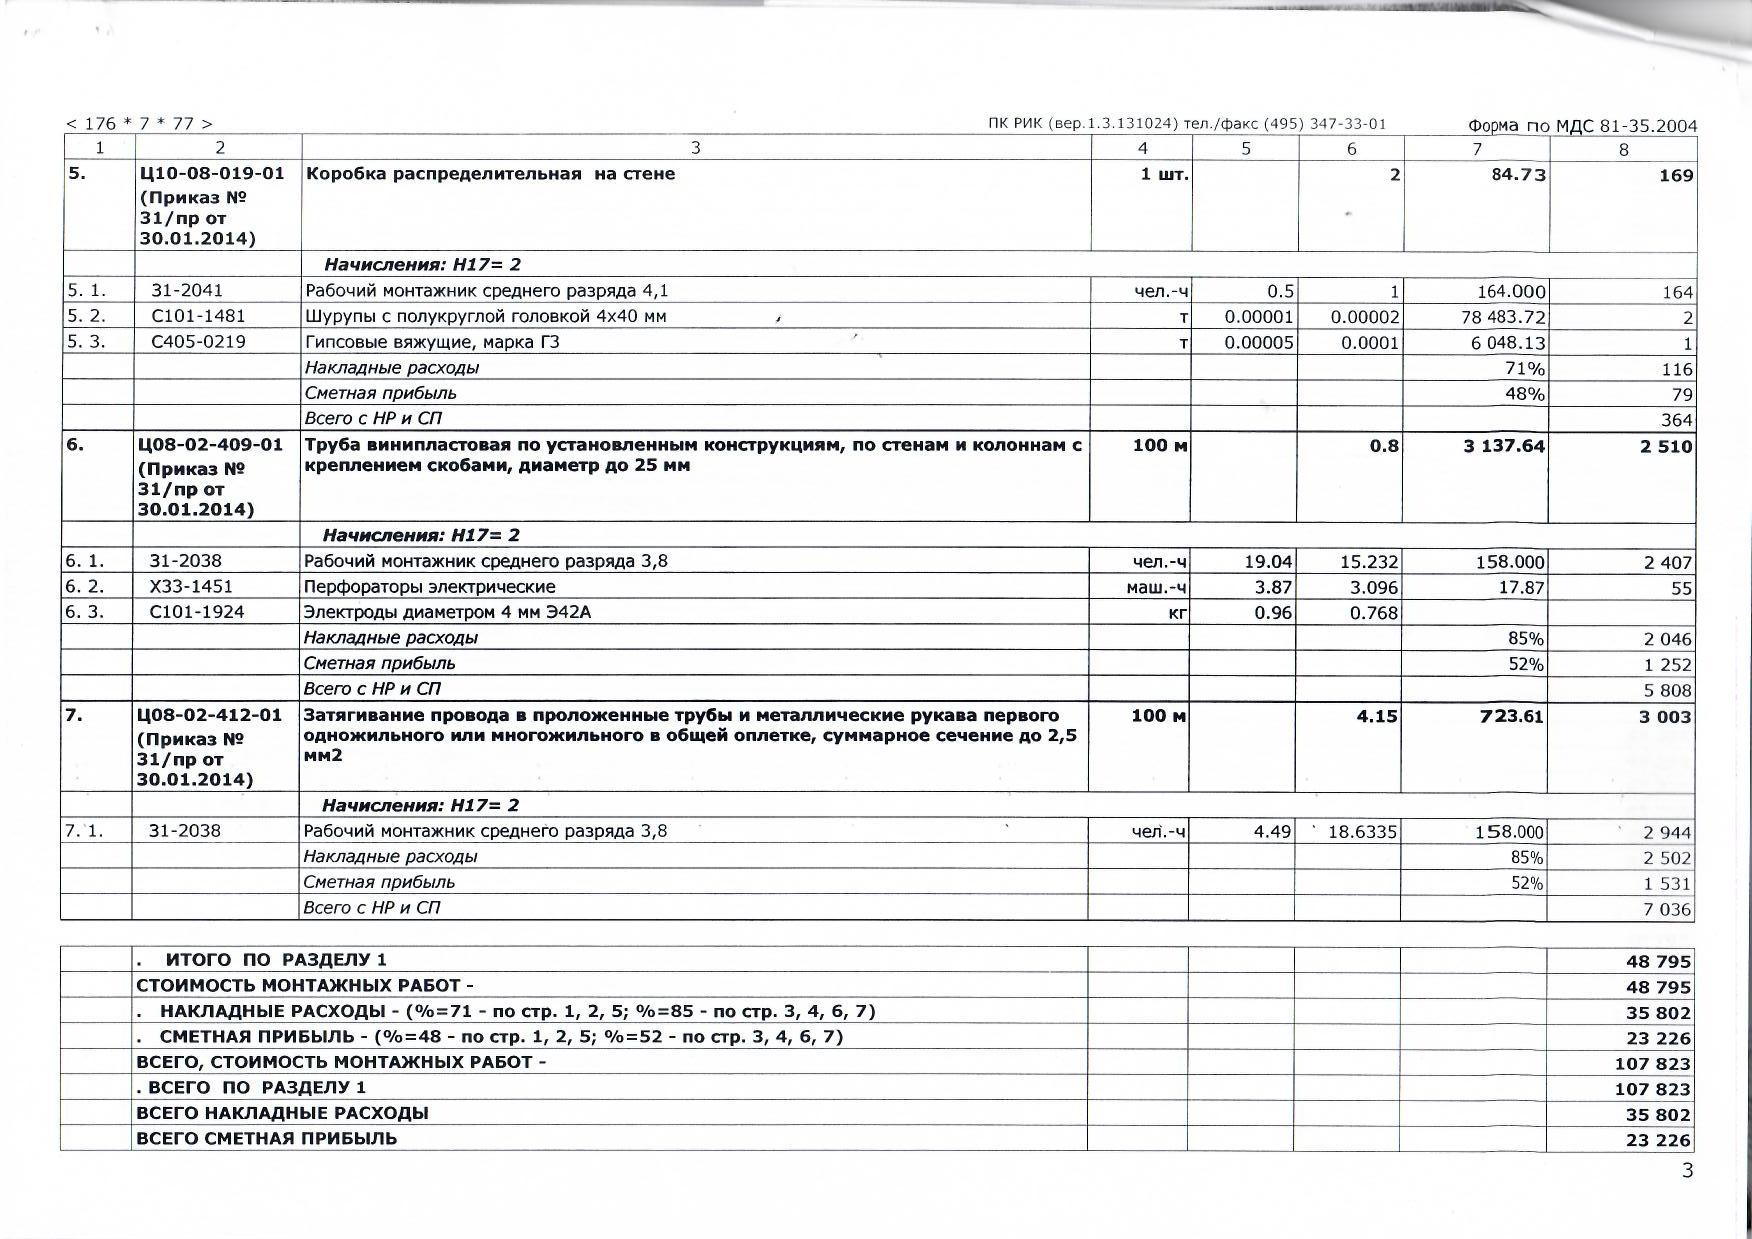 < 176 * 7 * 77 > ПК РИК (вер.1.3.131024) тел./факс (495) 347-33-01 Форма по МДС 81-35.2004
1 2 3 4 5 6 7 8
5. Ц10-08-019-01 Коробка распределительная на стене 1 шт. 2 84.73 169
(Приказ №
31/пр от
30.01.2014)
Начисления: Н17= 2
5. 1. З1-2041 Рабочий монтажник среднего разряда 4,1 чел.-ч 0.5 1 164.000 164
5. 2. С101-1481 Шурупы с полукруглой головкой 4х40 мм т 0.00001 0.00002 78 483.72 2
5. 3. С405-0219 Гипсовые вяжущие, марка Г3 т 0.00005 0.0001 6 048.13 1
Накладные расходы 71% 116
Сметная прибыль 48% 79
Всего с НР и СП 364
6. Ц08-02-409-01 Труба винипластовая по установленным конструкциям, по стенам и колоннам с 100 м 0.8 3 137.64 2 510
(Приказ № креплением скобами, диаметр до 25 мм
31/пр от
30.01.2014)
Начисления: Н17= 2
6. 1. З1-2038 Рабочий монтажник среднего разряда 3,8 чел.-ч 19.04 15.232 158.000 2 407
6. 2. Х33-1451 Перфораторы электрические маш.-ч 3.87 3.096 17.87 55
6. 3. С101-1924 Электроды диаметром 4 мм Э42А кг 0.96 0.768
Накладные расходы 85% 2 046
Сметная прибыль 52% 1 252
Всего с НР и СП 5 808
7. Ц08-02-412-01 Затягивание провода в проложенные трубы и металлические рукава первого 100 м 4.15 723.61 3 003
(Приказ № одножильного или многожильного в общей оплетке, суммарное сечение до 2,5
31/пр от мм2
30.01.2014)
Начисления: Н17= 2
7. 1. З1-2038 Рабочий монтажник среднего разряда 3,8 чел.-ч 4.49 18.6335 158.000 2 944
Накладные расходы 85% 2 502
Сметная прибыль 52% 1 531
Всего с НР и СП 7 036
. ИТОГО ПО РАЗДЕЛУ 1 48 795
СТОИМОСТЬ МОНТАЖНЫХ РАБОТ - 48 795
. НАКЛАДНЫЕ РАСХОДЫ - (%=71 - по стр. 1, 2, 5; %=85 - по стр. 3, 4, 6, 7) 35 802
. СМЕТНАЯ ПРИБЫЛЬ - (%=48 - по стр. 1, 2, 5; %=52 - по стр. 3, 4, 6, 7) 23 226
ВСЕГО, СТОИМОСТЬ МОНТАЖНЫХ РАБОТ - 107 823
. ВСЕГО ПО РАЗДЕЛУ 1 107 823
ВСЕГО НАКЛАДНЫЕ РАСХОДЫ 35 802
ВСЕГО СМЕТНАЯ ПРИБЫЛЬ 23 226
3